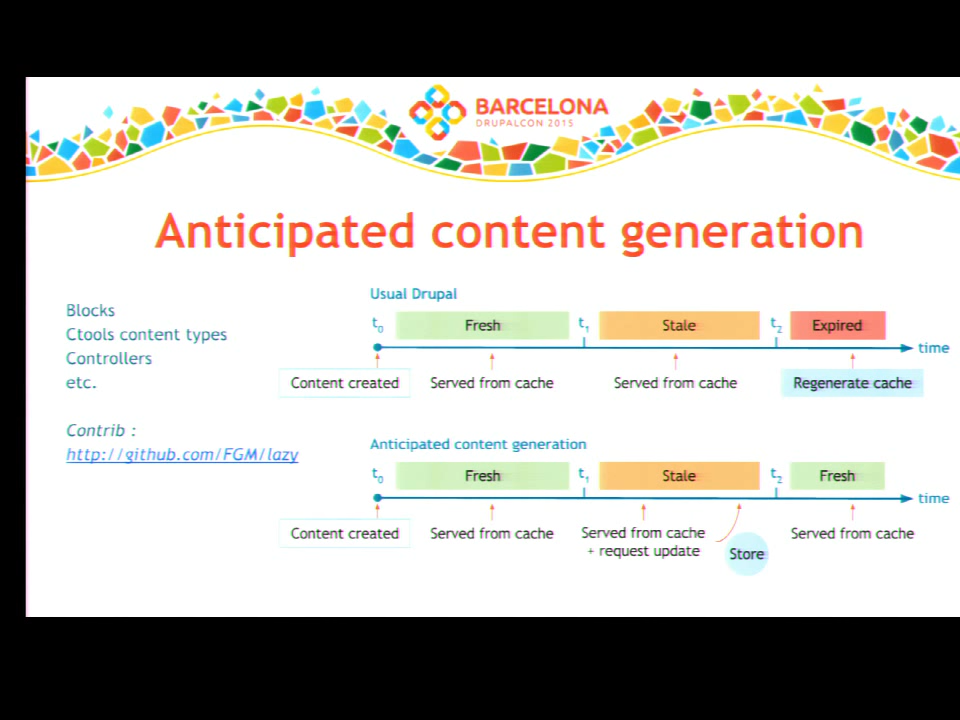 BARCELONA
DRUPALCON 2015
Anticipated content generation
Blocks
Ctools content types
Controllers
etc.
Contrib :
http://github.com/FGM/lazy
Usual Drupal
t0 Fresh t1 Stale t2 Expired
time
Content created Served from cache Served from cache Regenerate cache
Anticipated content generation
t0 Fresh t1 Stale t2 Fresh
time
Content created Served from cache Served from cache Served from cache
+ request update
Store